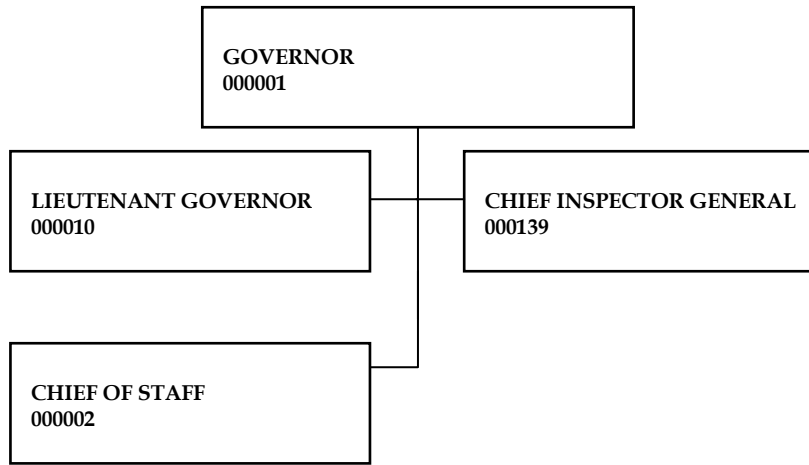 GOVERNOR
000001
LIEUTENANT GOVERNOR
000010
CHIEF INSPECTOR GENERAL
000139
CHIEF OF STAFF
000002